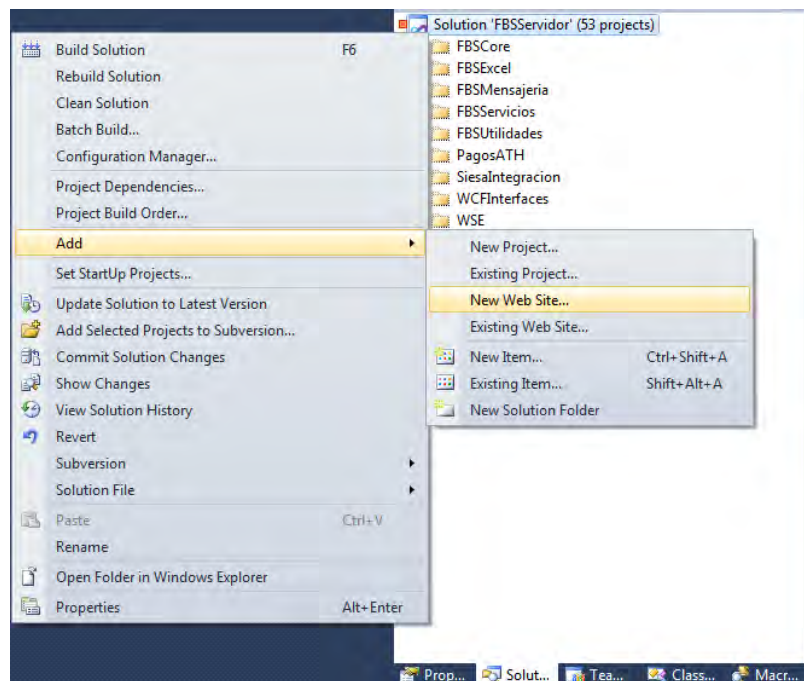 Solution 'FBSServidor' (53 projects)
FBSCore
FBSExcel
FBSMensajeria
FBSServicios
FBSUtilidades
PagosATH
SiesaIntegracion
WCFInterfaces
WSE
Build Solution F6
Rebuild Solution
Clean Solution
Batch Build...
Configuration Manager...
Project Dependencies...
Project Build Order...
Add
Set StartUp Projects...
Update Solution to Latest Version
Add Selected Projects to Subversion...
Commit Solution Changes
Show Changes
View Solution History
Revert
Subversion
Solution File
Paste Ctrl+V
Rename
Open Folder in Windows Explorer
Properties Alt+Enter
New Project...
Existing Project...
New Web Site...
Existing Web Site...
New Item... Ctrl+Shift+A
Existing Item... Shift+Alt+A
New Solution Folder
Prop... Solut... Tea... Class... Macr...